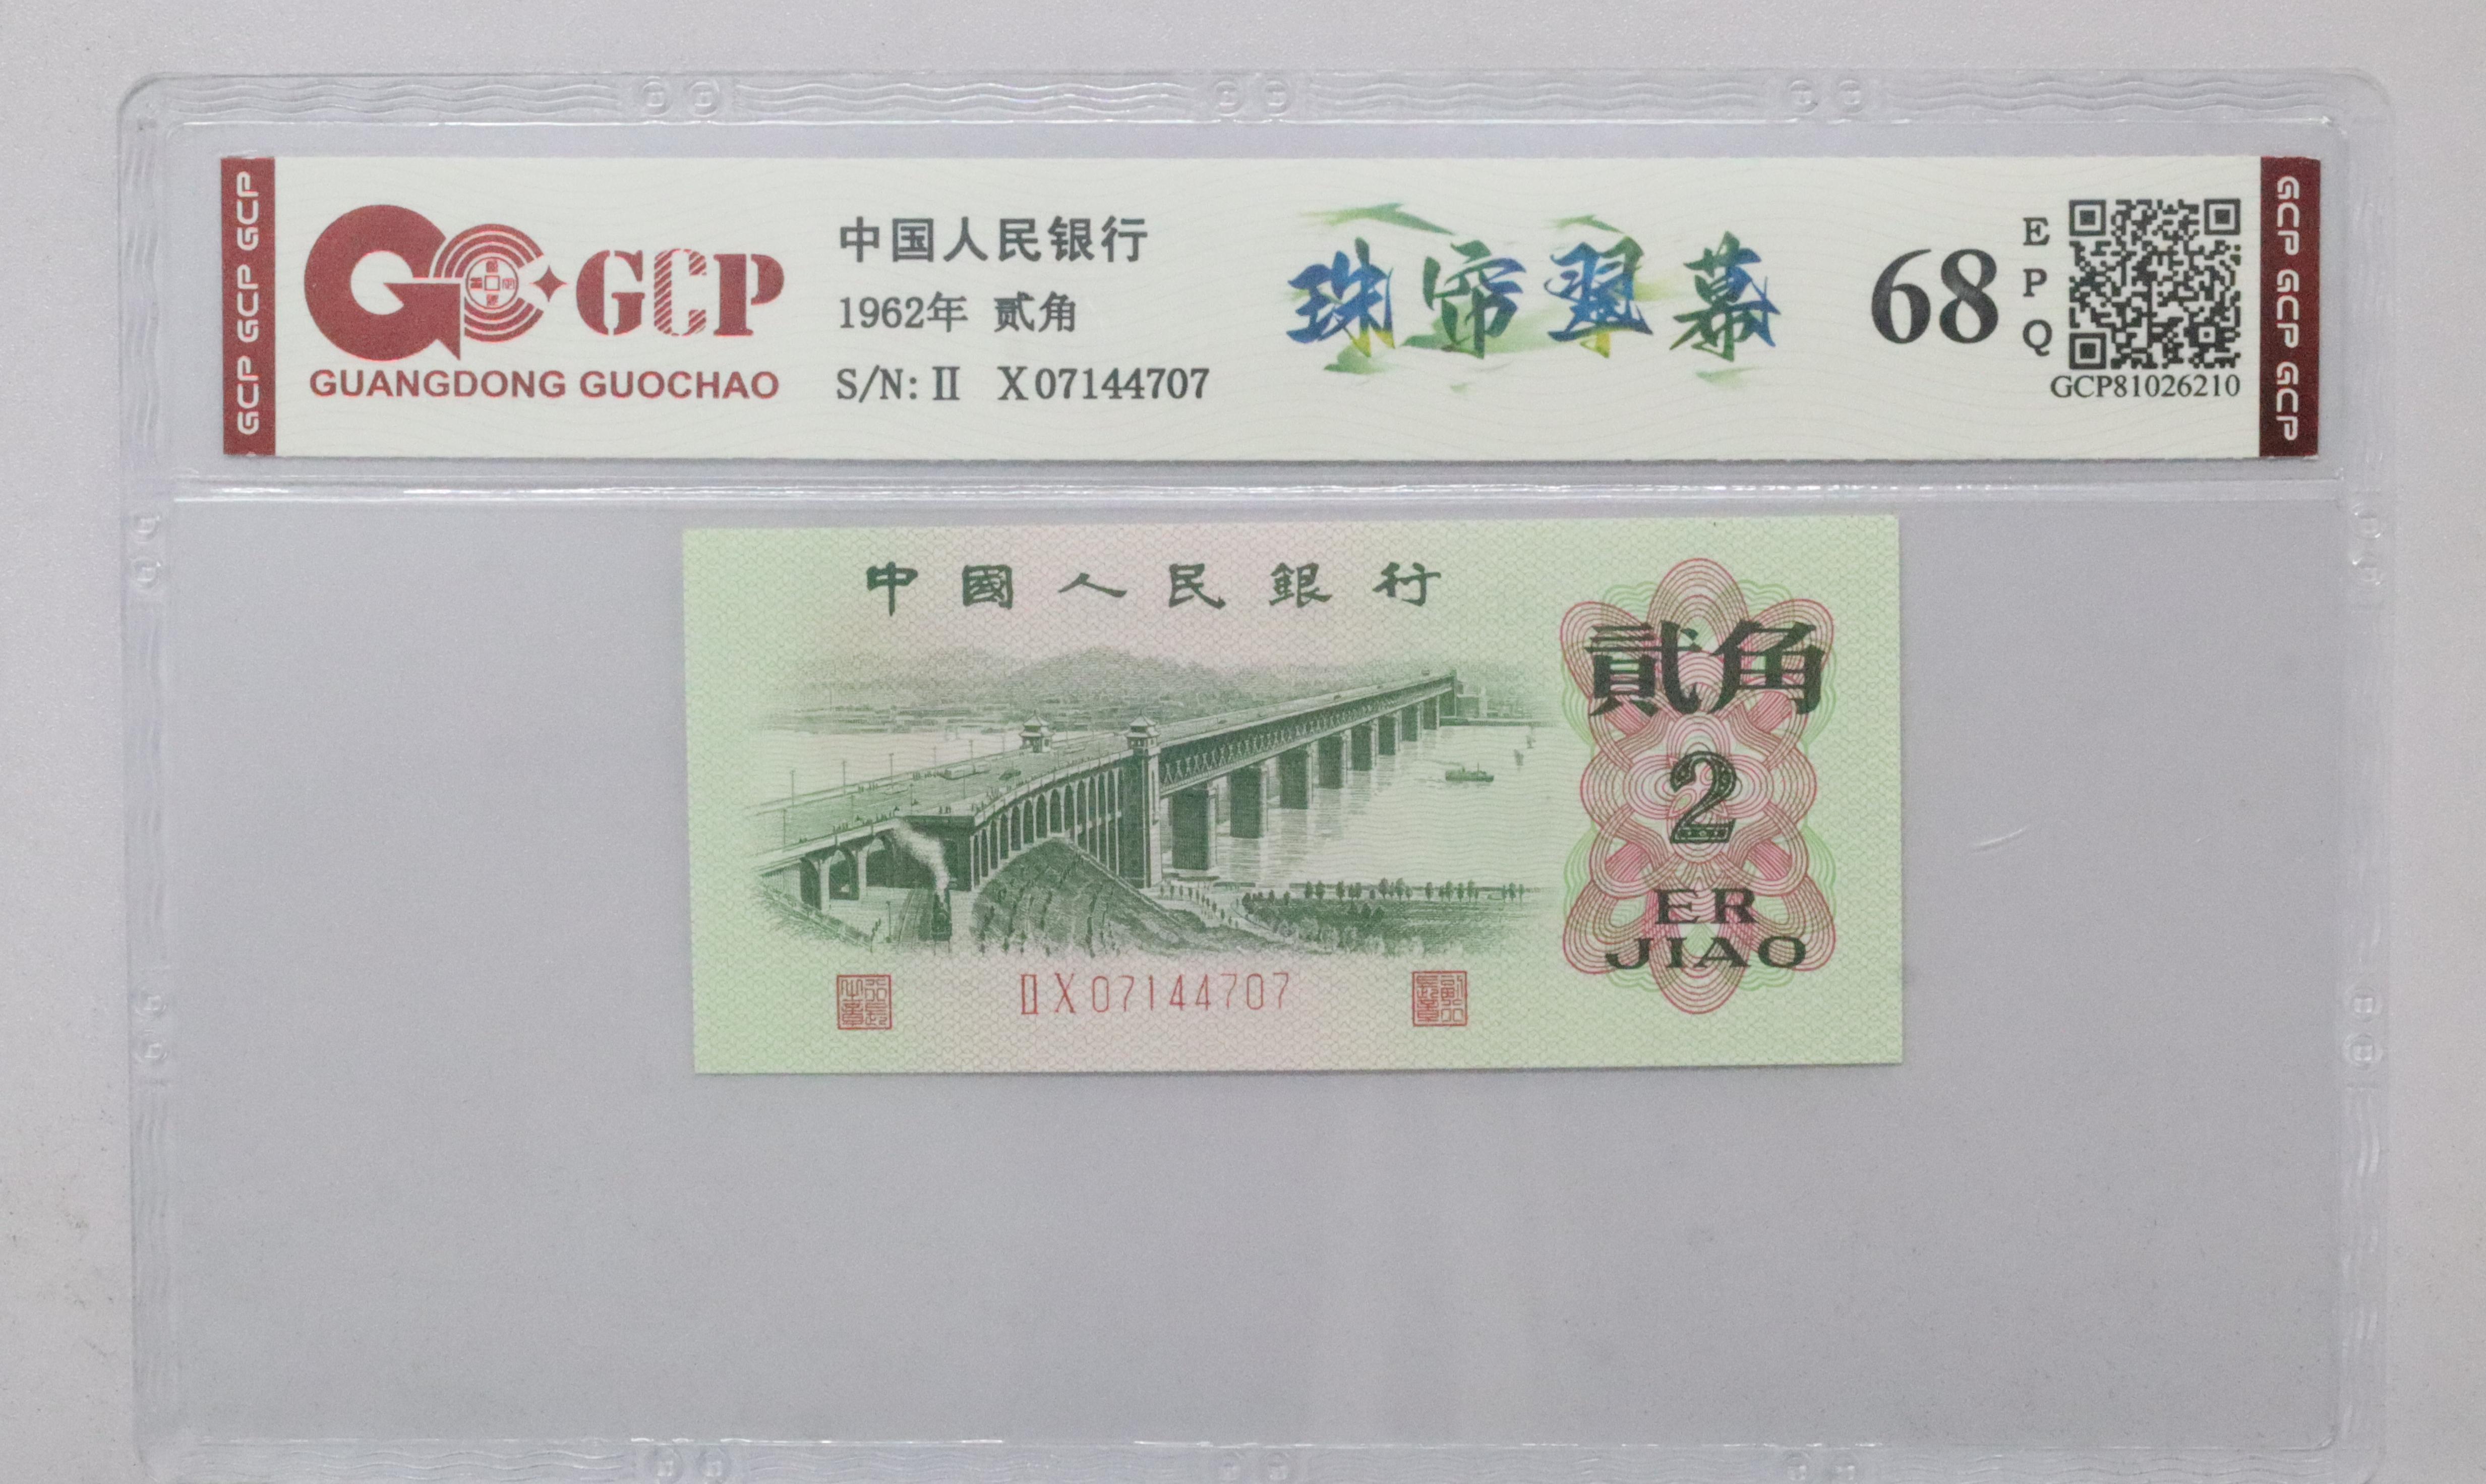 GCP GCP GCP
GCP
GUANGDONG GUOCHAO
中国人民银行
1962年 贰角
S/N: Ⅱ X07144707
珠帘翠幕
68
EPQ
GCP81026210
GCP GCP GCP
中國人民銀行
貳角
2
ER
JIAO
ⅡX07144707